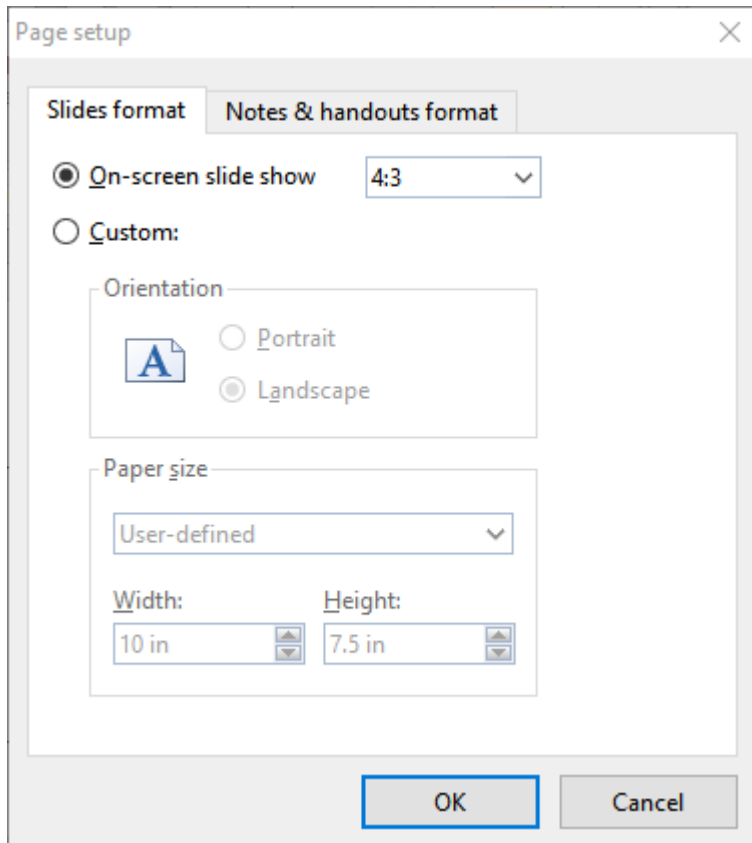 Page setup
Slides format Notes & handouts format
On-screen slide show 4:3
Custom:
Orientation
A
Portrait
Landscape
Paper size
User-defined
Width: Height:
10 in 7.5 in
OK Cancel